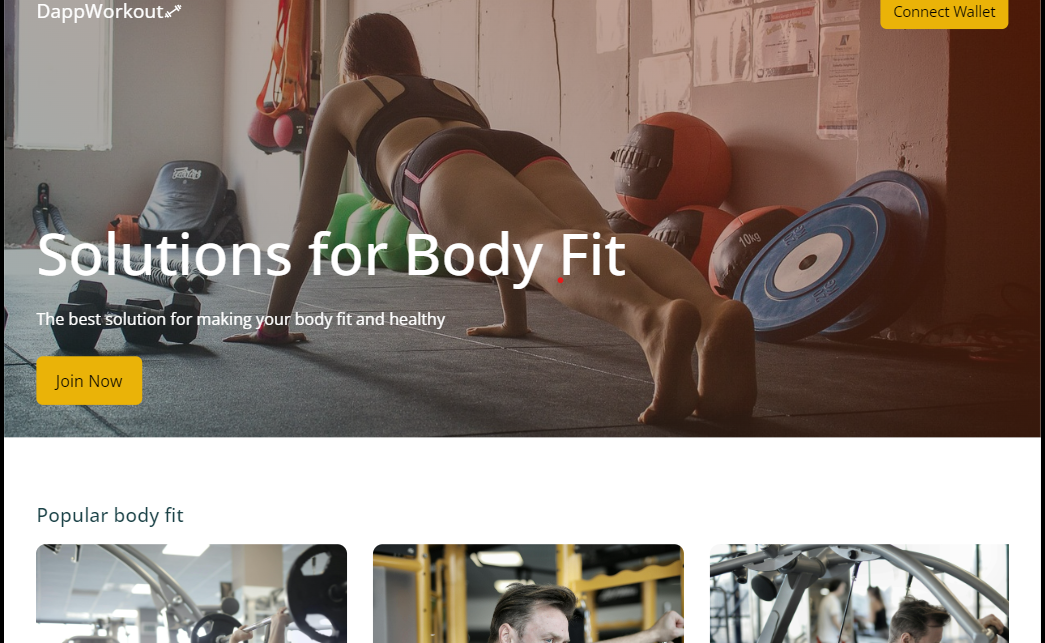 DappWorkout
Connect Wallet
10kg
Solutions for Body Fit
The best solution for making your body fit and healthy
Join Now
Popular body fit